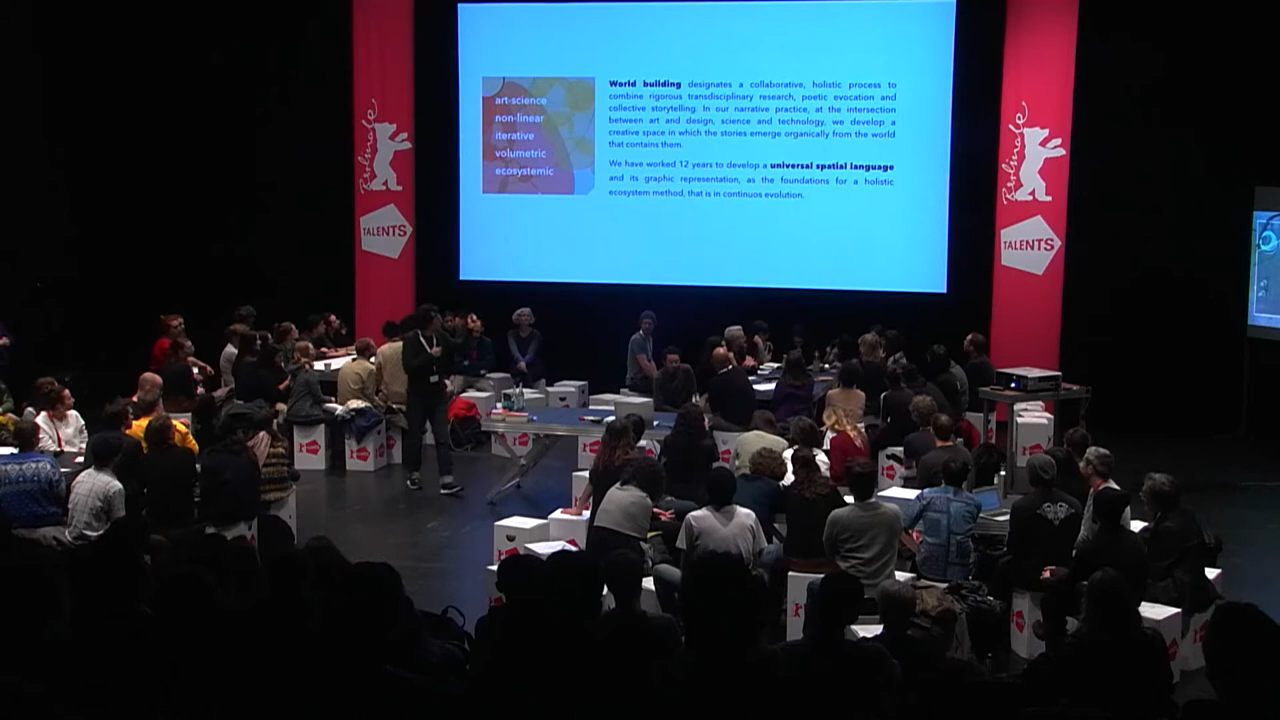 Berlinale
TALENTS
art-science
non-linear
iterative
volumetric
ecosystemic
World building designates a collaborative, holistic process to
combine rigorous transdisciplinary research, poetic evocation and
collective storytelling. In our narrative practice, at the intersection
between art and design, science and technology, we develop a
creative space in which the stories emerge organically from the world
that contains them.
We have worked 12 years to develop a universal spatial language
and its graphic representation, as the foundations for a holistic
ecosystem method, that is in continuos evolution.
Berlinale
TALENTS